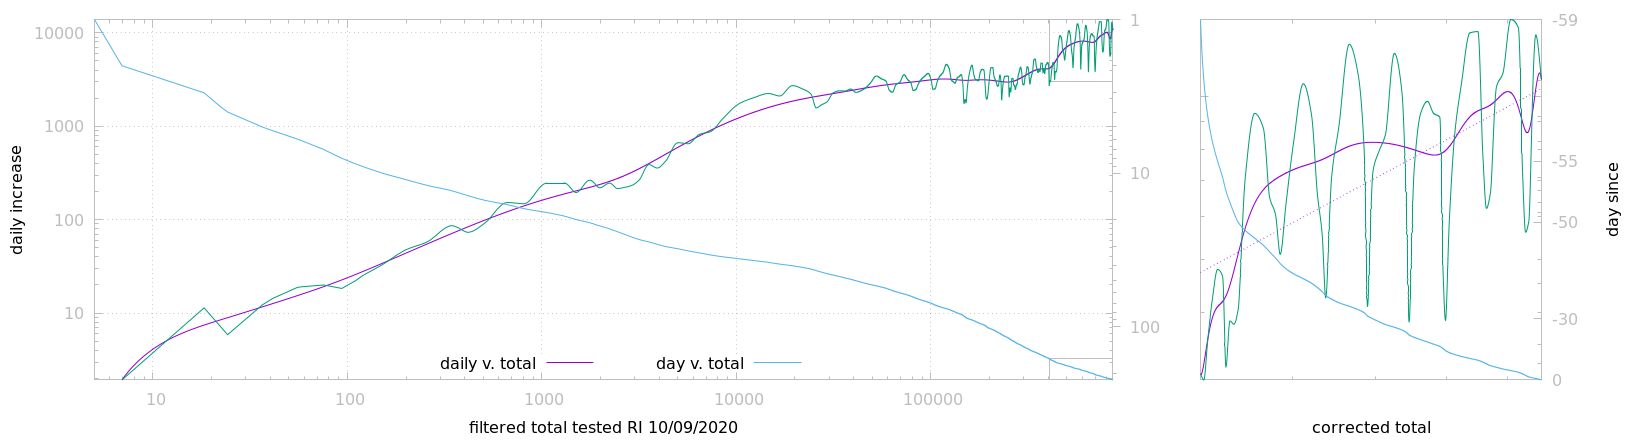 daily increase
10000
1000
100
10
10
100
1000
10000
100000
daily v. total
day v. total
filtered total tested RI 10/09/2020
1
10
100
-59
-55
-50
-30
0
day since
corrected total